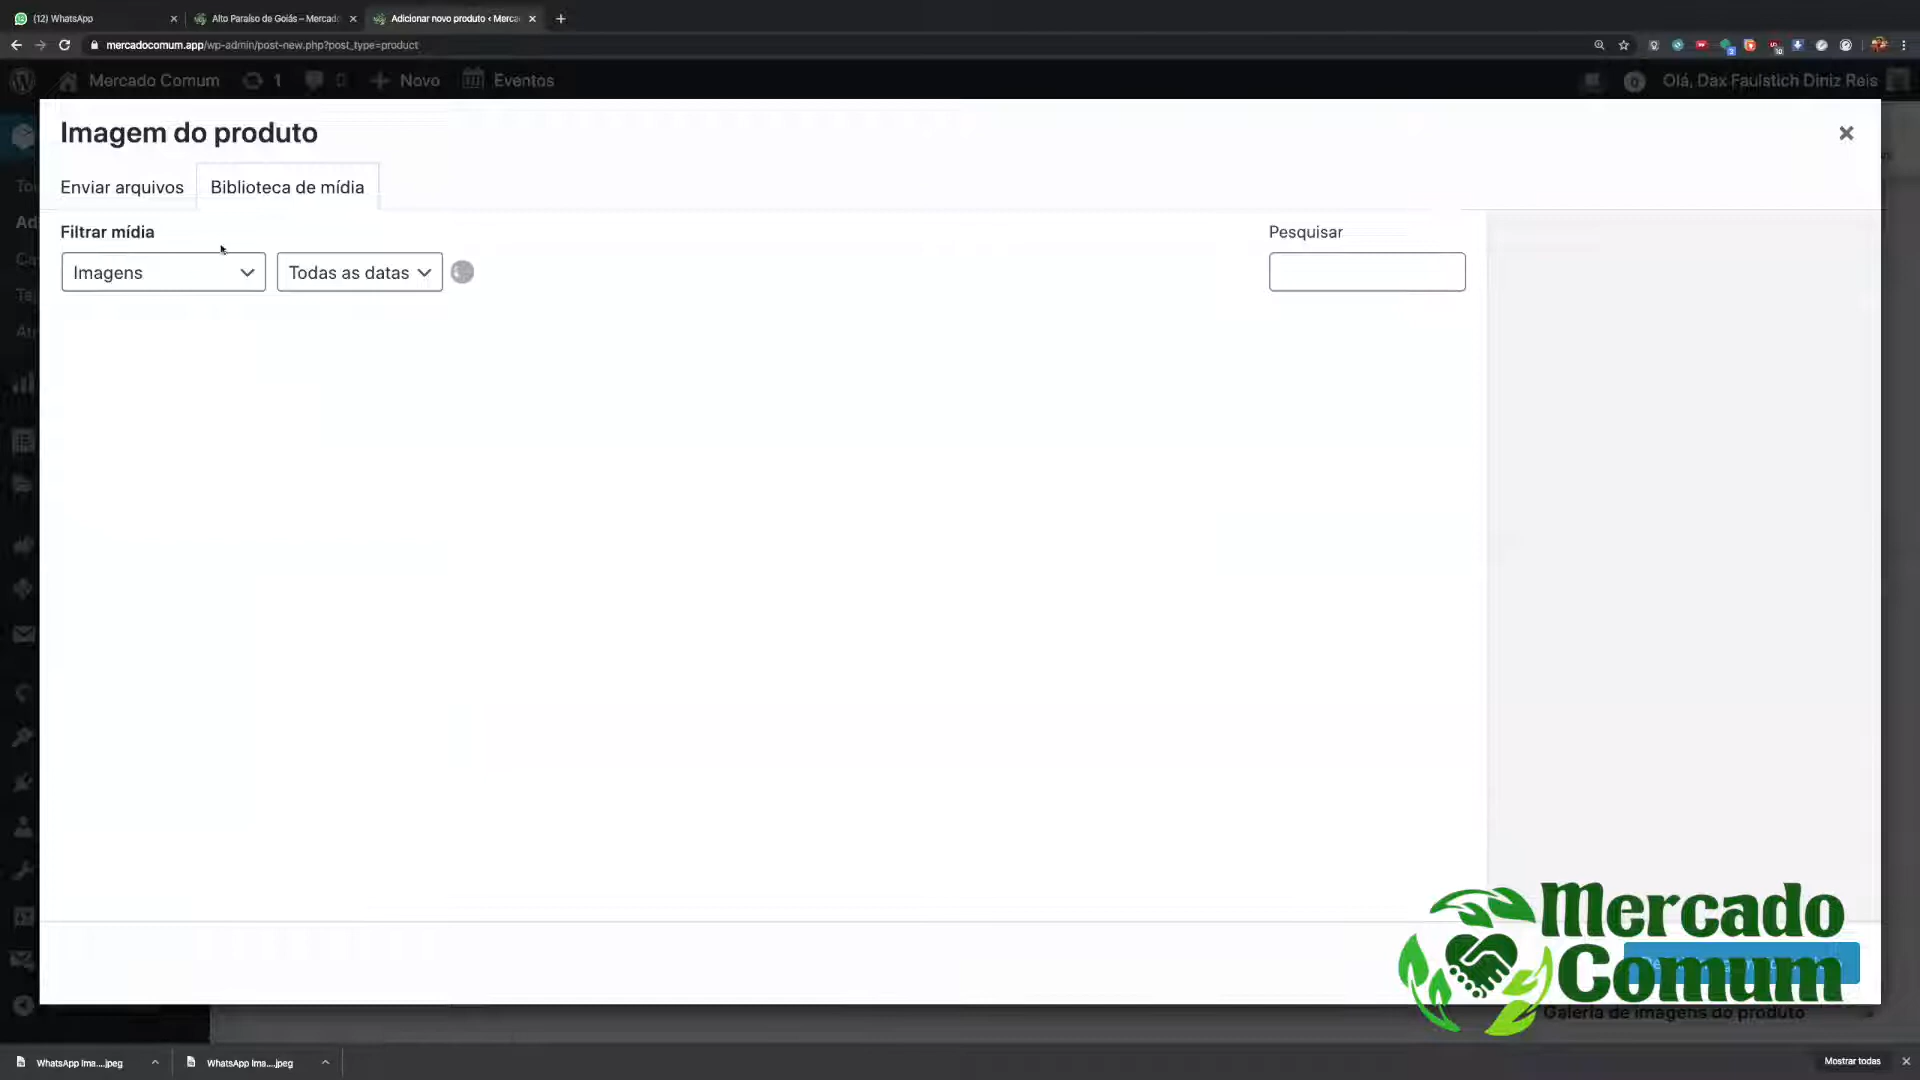 (12) WhatsApp
Alto Paraíso de Goiás – Mercado
Adicionar novo produto ‹ Merca
mercadocomum.app/wp-admin/post-new.php?post_type=product
Mercado Comum
1
0
Novo
Eventos
Olá, Dax Faulstich Diniz Reis
Imagem do produto
Enviar arquivos
Biblioteca de mídia
Filtrar mídia
Pesquisar
Imagens
Todas as datas
Mercado
Comum
Galeria de imagens do produto
WhatsApp Ima....jpeg
WhatsApp Ima....jpeg
Mostrar todas